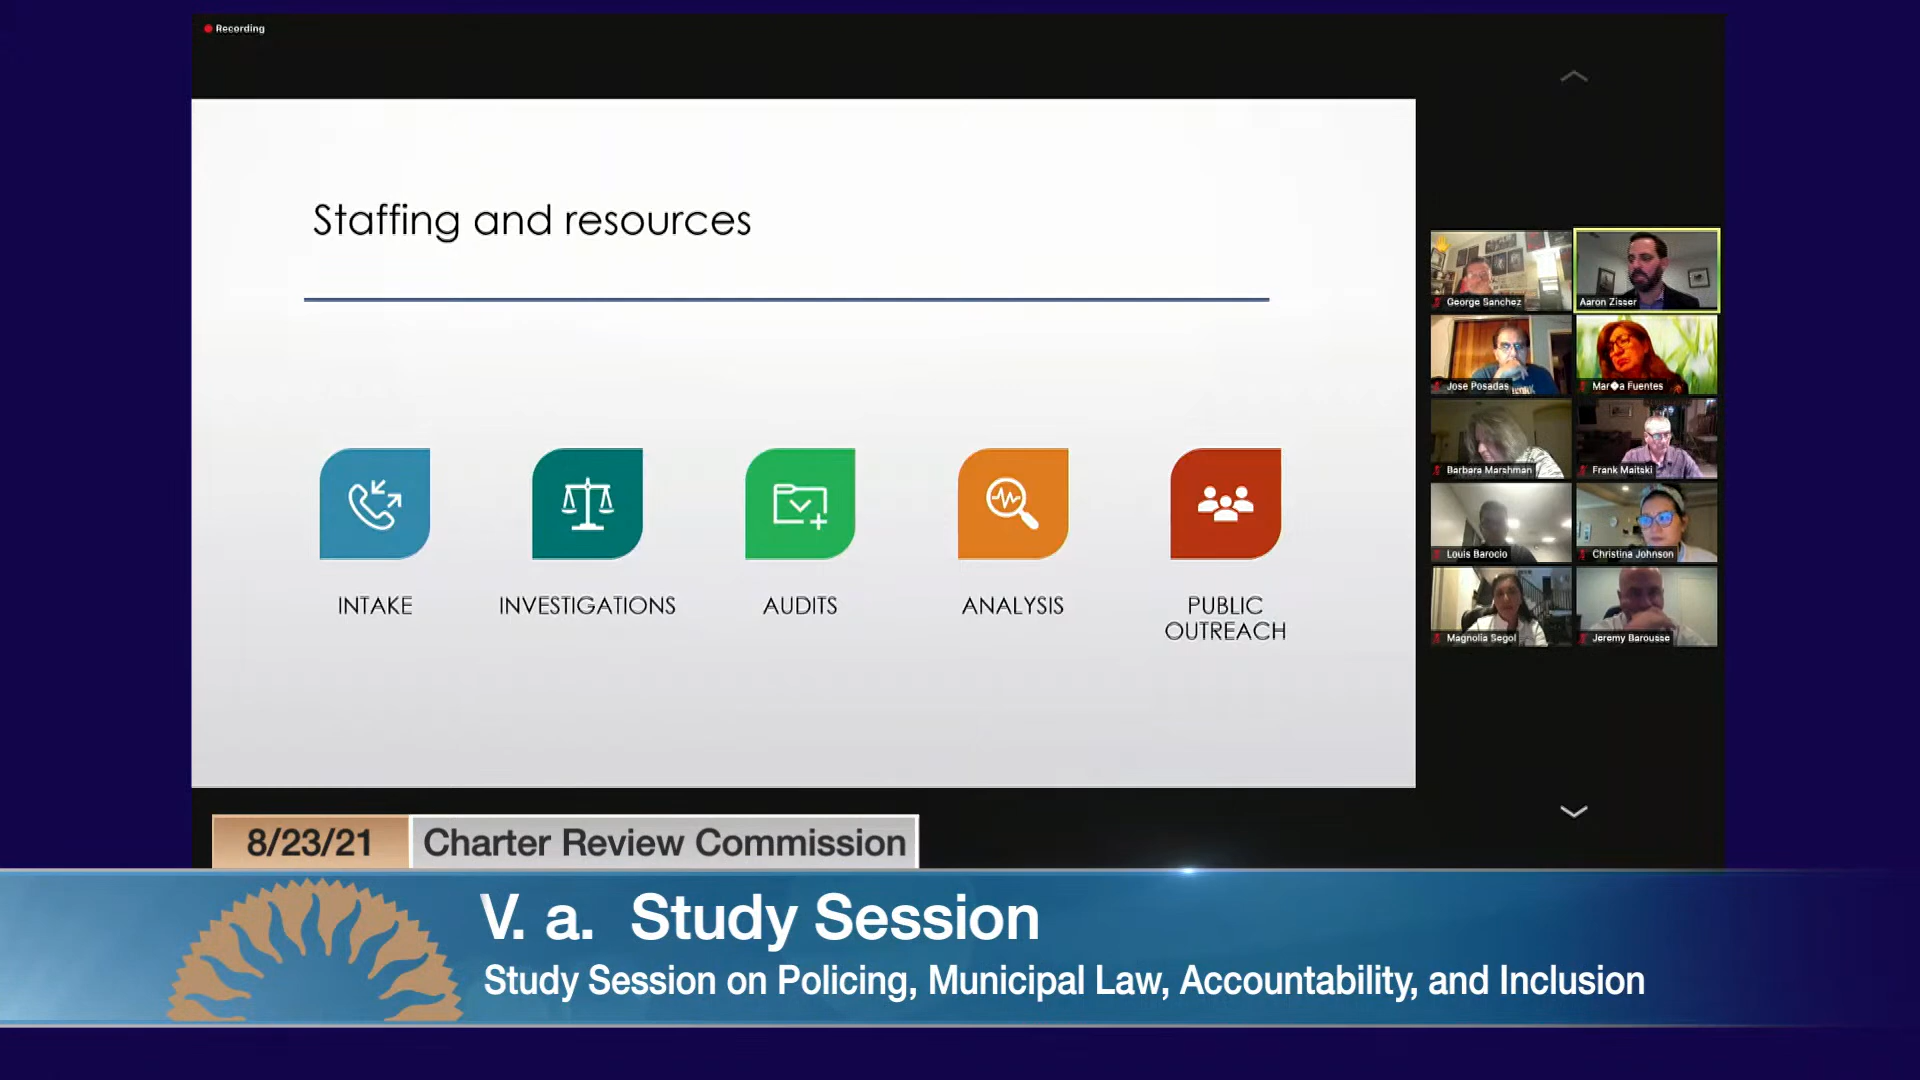 Recording
Staffing and resources
INTAKE
INVESTIGATIONS
AUDITS
ANALYSIS
PUBLIC
OUTREACH
George Sanchez
Aaron Zisser
Jose Posadas
Mar�a Fuentes
Barbara Marshman
Frank Maitski
Louis Barocio
Christina Johnson
Magnolia Segol
Jeremy Barousse
8/23/21
Charter Review Commission
V. a. Study Session
Study Session on Policing, Municipal Law, Accountability, and Inclusion